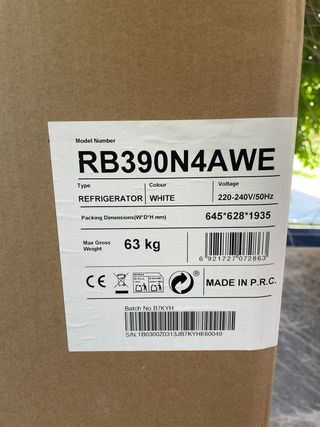 Model Number
RB390N4AWE
Type Colour Voltage
REFRIGERATOR WHITE 220-240V/50Hz
Packing Dimensions(W*D*H mm) 645*628*1935
Max Gross Weight 63 kg
6 921727 072863
CE MADE IN P.R.C.
Batch No.B7KYH
S/N:1B0300Z0313JB7KYHE60040